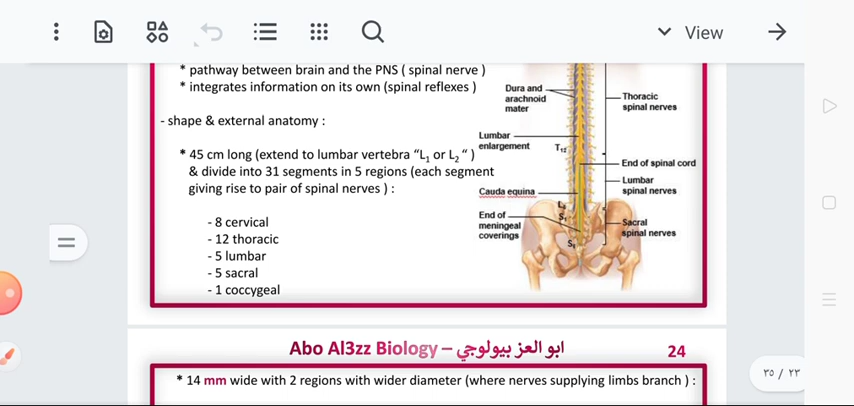 View
* pathway between brain and the PNS ( spinal nerve )
* integrates information on its own (spinal reflexes )
- shape & external anatomy :
* 45 cm long (extend to lumbar vertebra “L1 or L2 “ )
& divide into 31 segments in 5 regions (each segment
giving rise to pair of spinal nerves ) :
- 8 cervical
- 12 thoracic
- 5 lumbar
- 5 sacral
- 1 coccygeal
Dura and
arachnoid
mater
Thoracic
spinal nerves
Lumbar
enlargement
T12
End of spinal cord
Lumbar
spinal nerves
Cauda equina
L5
S1
End of
meningeal
coverings
Sacral
spinal nerves
Abo Al3zz Biology – ابو العز بيولوجي
24
* 14 mm wide with 2 regions with wider diameter (where nerves supplying limbs branch ) :
٢٣ / ٣٥